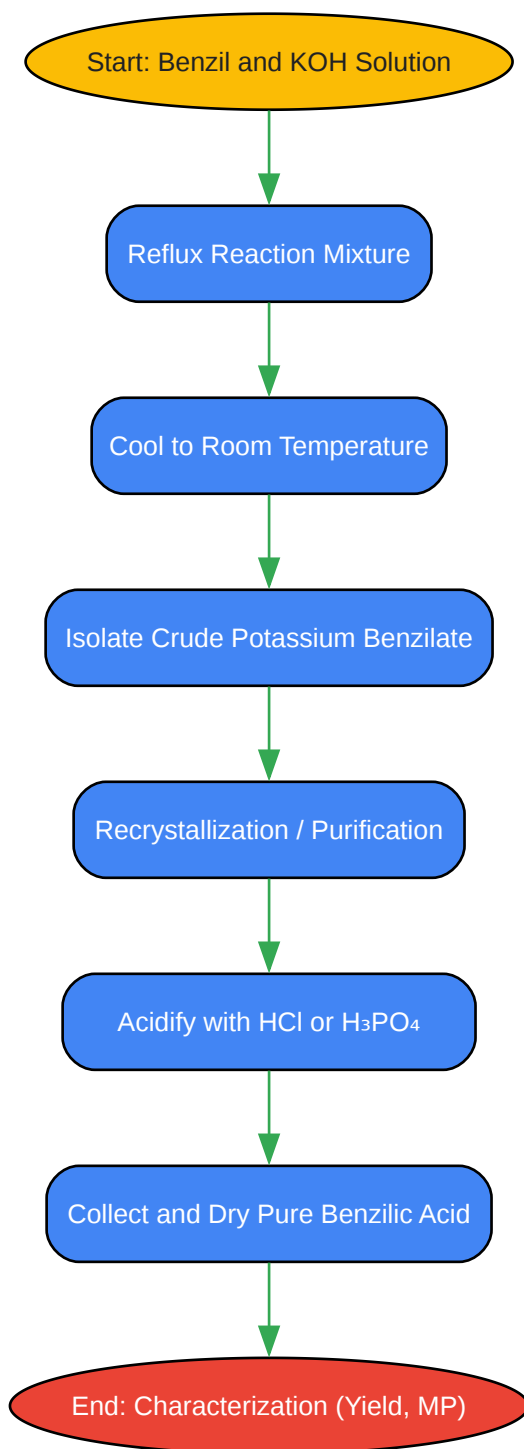 Start: Benzil and KOH Solution
Reflux Reaction Mixture
Cool to Room Temperature
Isolate Crude Potassium Benzilate
Recrystallization / Purification
Acidify with HCl or H₃PO₄
Collect and Dry Pure Benzilic Acid
End: Characterization (Yield, MP)